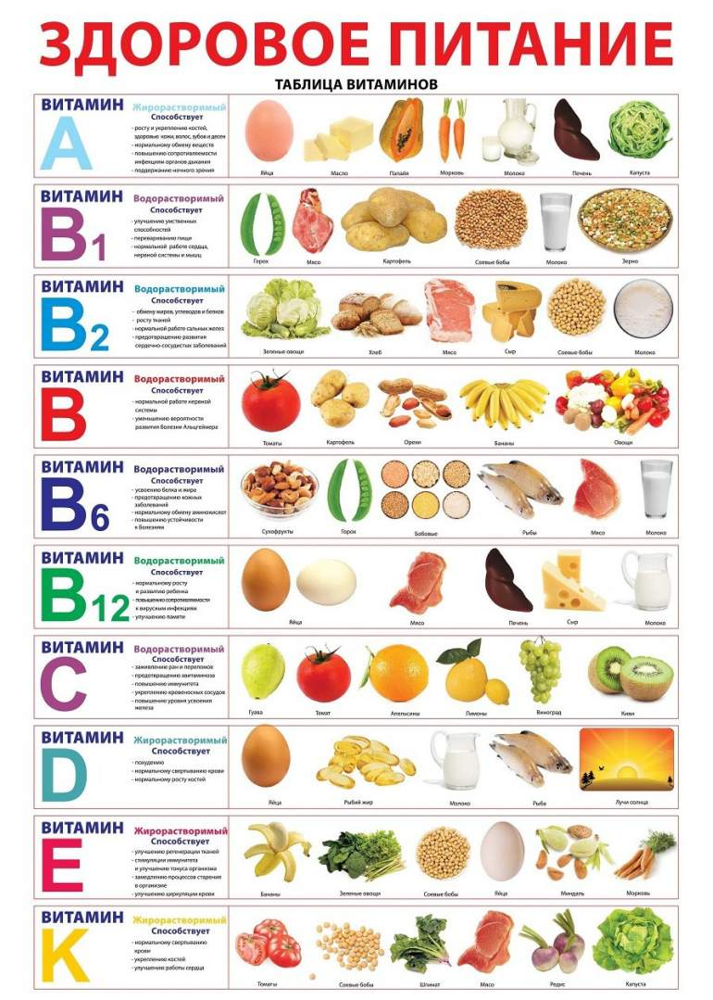 ЗДОРОВОЕ ПИТАНИЕ
ТАБЛИЦА ВИТАМИНОВ
ВИТАМИН
A
Жирорастворимый
Способствует
- росту и укреплению костей,
здоровью кожи, волос, зубов и десен
- нормальному обмену веществ
- повышению сопротивляемости
инфекциям органов дыхания
- поддержанию ночного зрения
Яйца Масло Папайя Морковь Молоко Печень Капуста
ВИТАМИН
B1
Водорастворимый
Способствует
- улучшению умственных
способностей
- перевариванию пищи
- нормальной работе сердца,
нервной системы и мышц
Горох Мясо Картофель Соевые бобы Молоко Зерно
ВИТАМИН
B2
Водорастворимый
Способствует
- обмену жиров, углеводов и белков
- росту тканей
- нормальной работе сальных желез
- предотвращению развития
сердечно-сосудистых заболеваний
Зеленые овощи Хлеб Мясо Сыр Соевые бобы Молоко
ВИТАМИН
B
Водорастворимый
Способствует
- нормальной работе нервной
системы
- уменьшению вероятности
развития болезни Альцгеймера
Томаты Картофель Орехи Бананы Овощи
ВИТАМИН
B6
Водорастворимый
Способствует
- усвоению белка и жира
- предотвращению кожных
заболеваний
- нормальному обмену аминокислот
- повышению устойчивости
к болезням
Сухофрукты Горох Бобовые Рыбы Мясо Молоко
ВИТАМИН
B12
Водорастворимый
Способствует
- нормальному росту
и развитию ребенка
- повышению сопротивляемости
к вирусным инфекциям
- улучшению памяти
Яйца Мясо Печень Сыр Молоко
ВИТАМИН
C
Водорастворимый
Способствует
- заживлению ран и переломов
- предотвращению авитаминоза
- повышению иммунитета
- укреплению кровеносных сосудов
- повышению уровня усвоения
железа
Гуава Томат Апельсины Лимоны Виноград Киви
ВИТАМИН
D
Жирорастворимый
Способствует
- похудению
- нормальному свертыванию крови
- нормальному росту костей
Яйца Рыбий жир Молоко Рыба Лучи солнца
ВИТАМИН
E
Жирорастворимый
Способствует
- улучшению регенерации тканей
- стимуляции иммунитета
и улучшению тонуса организма
- замедлению процессов старения
в организме
- улучшению циркуляции крови
Бананы Зеленые овощи Соевые бобы Яйца Миндаль Морковь
ВИТАМИН
K
Жирорастворимый
Способствует
- нормальному свертыванию
крови
- укреплению костей
- улучшению работы сердца
Томаты Соевые бобы Шпинат Мясо Редис Капуста